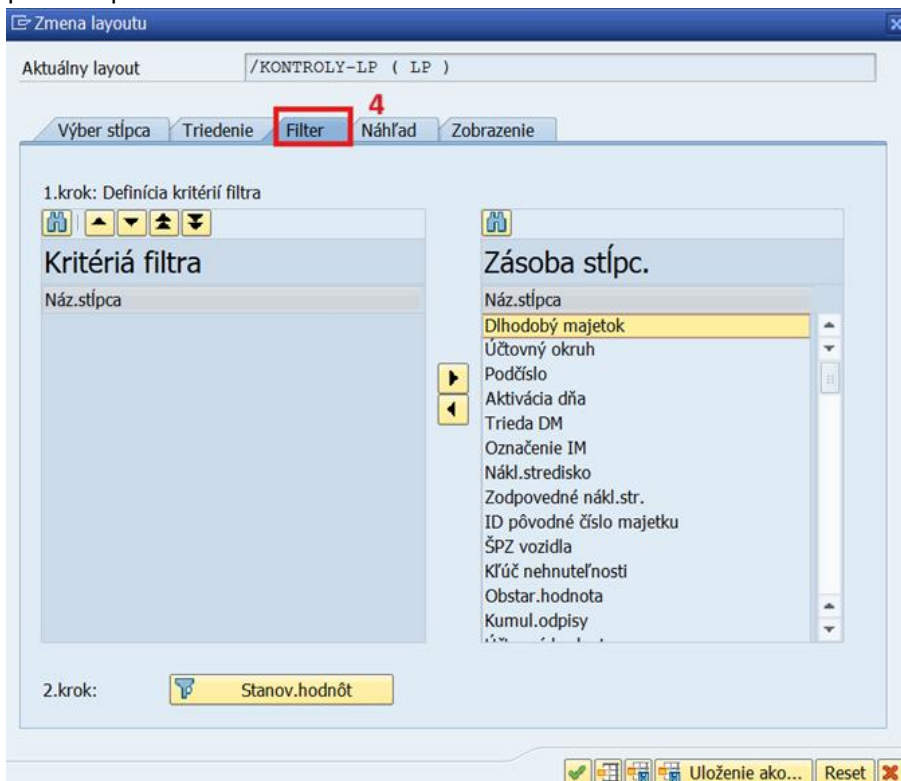 Zmena layoutu
Aktuálny layout /KONTROLY-LP ( LP )
4
Výber stĺpca Triedenie Filter Náhľad Zobrazenie
1.krok: Definícia kritérií filtra
Kritériá filtra
Náz.stĺpca
Zásoba stĺpc.
Náz.stĺpca
Dlhodobý majetok
Účtovný okruh
Podčíslo
Aktivácia dňa
Trieda DM
Označenie IM
Nákl.stredisko
Zodpovedné nákl.str.
ID pôvodné číslo majetku
ŠPZ vozidla
Kľúč nehnuteľnosti
Obstar.hodnota
Kumul.odpisy
2.krok: Stanov.hodnôt
Uloženie ako... Reset